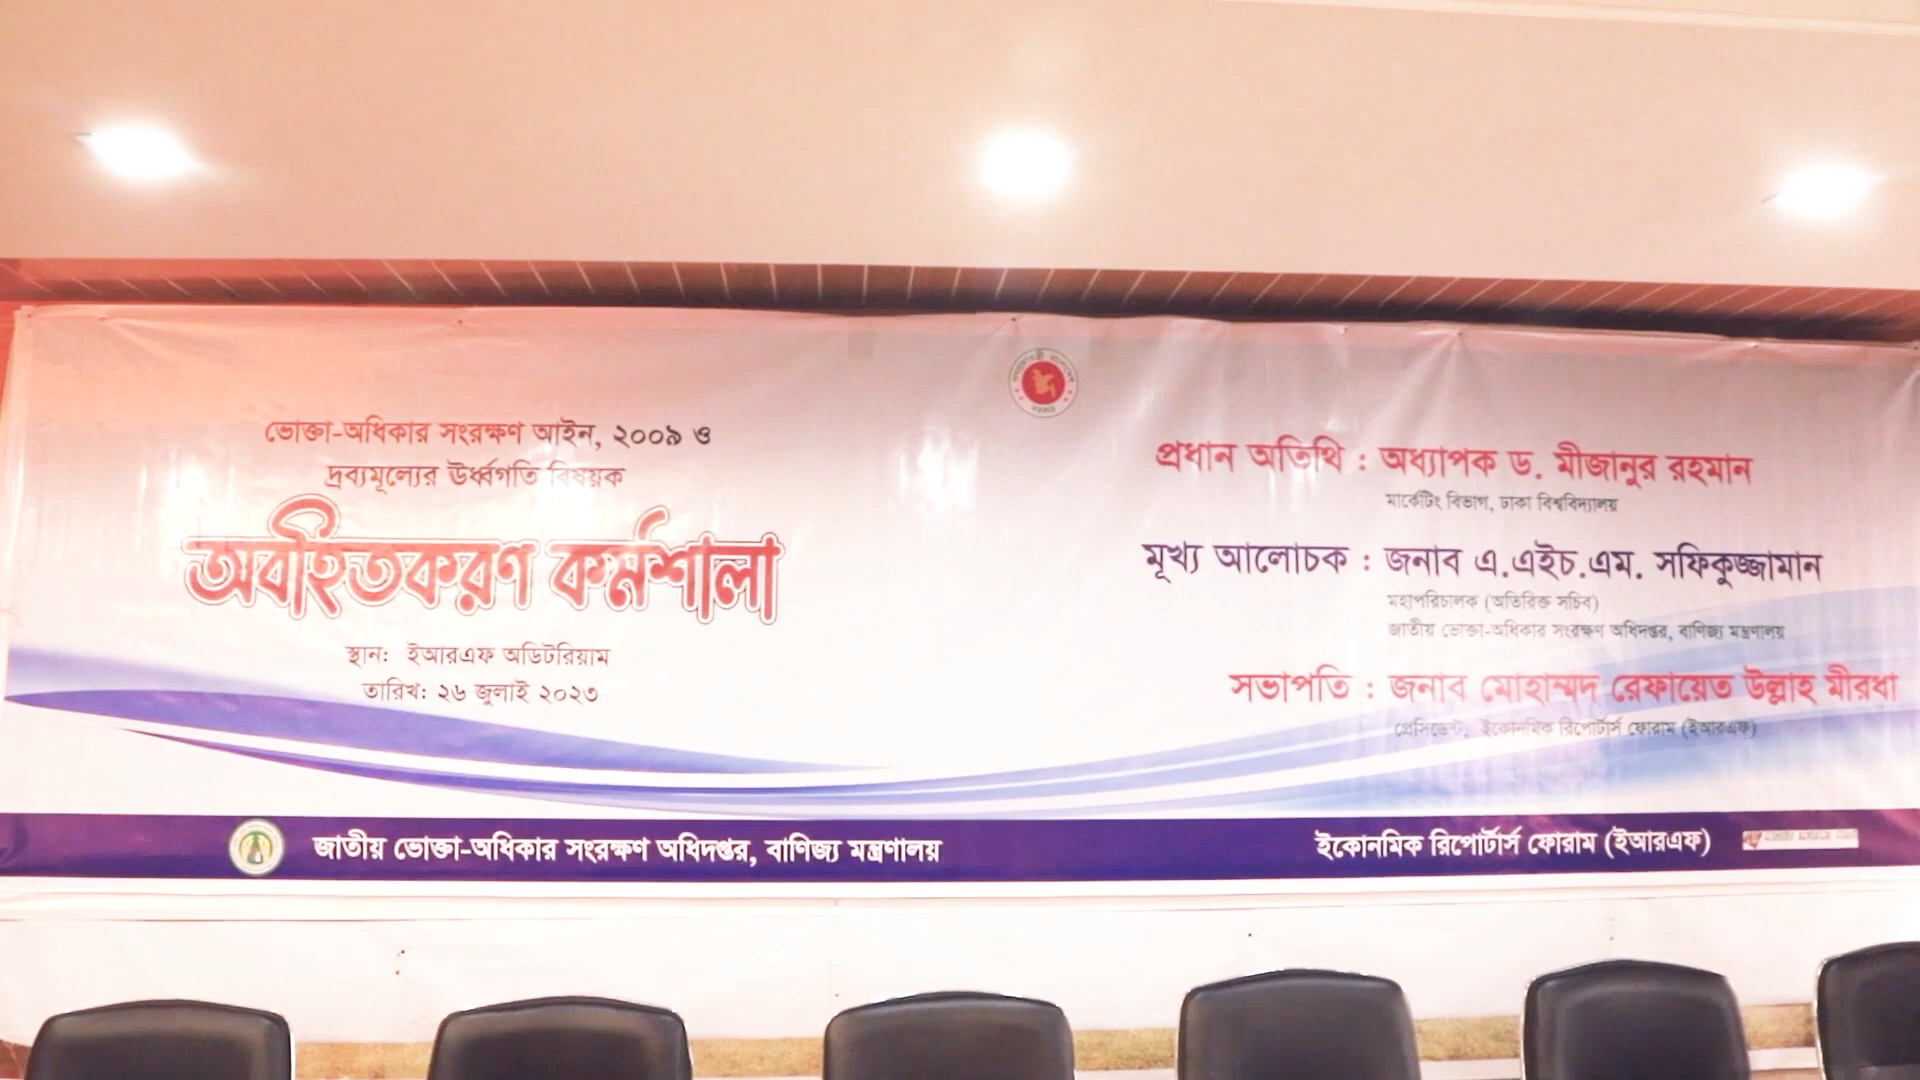 ভোক্তা-অধিকার সংরক্ষণ আইন, ২০০৯ ও
দ্রব্যমূল্যের উর্ধ্বগতি বিষয়ক
অবহিতকরণ কর্মশালা
স্থান: ইআরএফ অডিটরিয়াম
তারিখ: ২৬ জুলাই ২০২৩
প্রধান অতিথি : অধ্যাপক ড. মীজানুর রহমান
মার্কেটিং বিভাগ, ঢাকা বিশ্ববিদ্যালয়
মূখ্য আলোচক : জনাব এ.এইচ.এম. সফিকুজ্জামান
মহাপরিচালক (অতিরিক্ত সচিব)
জাতীয় ভোক্তা-অধিকার সংরক্ষণ অধিদপ্তর, বাণিজ্য মন্ত্রণালয়
সভাপতি : জনাব মোহাম্মদ রেফায়েত উল্লাহ মীরধা
প্রেসিডেন্ট, ইকোনমিক রিপোর্টার্স ফোরাম (ইআরএফ)
জাতীয় ভোক্তা-অধিকার সংরক্ষণ অধিদপ্তর, বাণিজ্য মন্ত্রণালয়
ইকোনমিক রিপোর্টার্স ফোরাম (ইআরএফ)